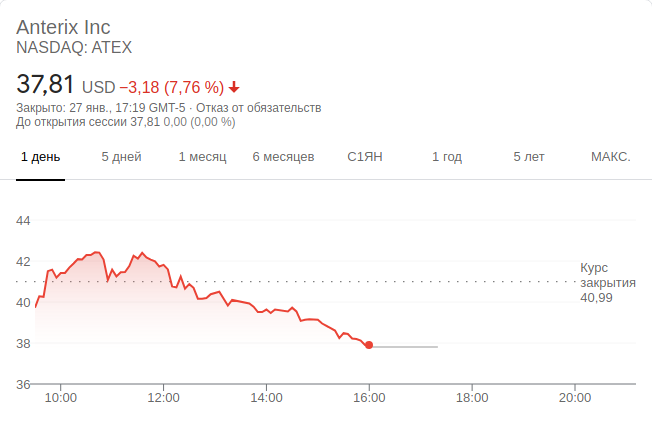 Anterix Inc
NASDAQ: ATEX
37,81 USD −3,18 (7,76 %)
Закрыто: 27 янв., 17:19 GMT-5 · Отказ от обязательств
До открытия сессии 37,81 0,00 (0,00 %)
1 день 5 дней 1 месяц 6 месяцев С1ЯН 1 год 5 лет МАКС.
44
42
Курс
закрытия
40,99
40
38
36
10:00 12:00 14:00 16:00 18:00 20:00